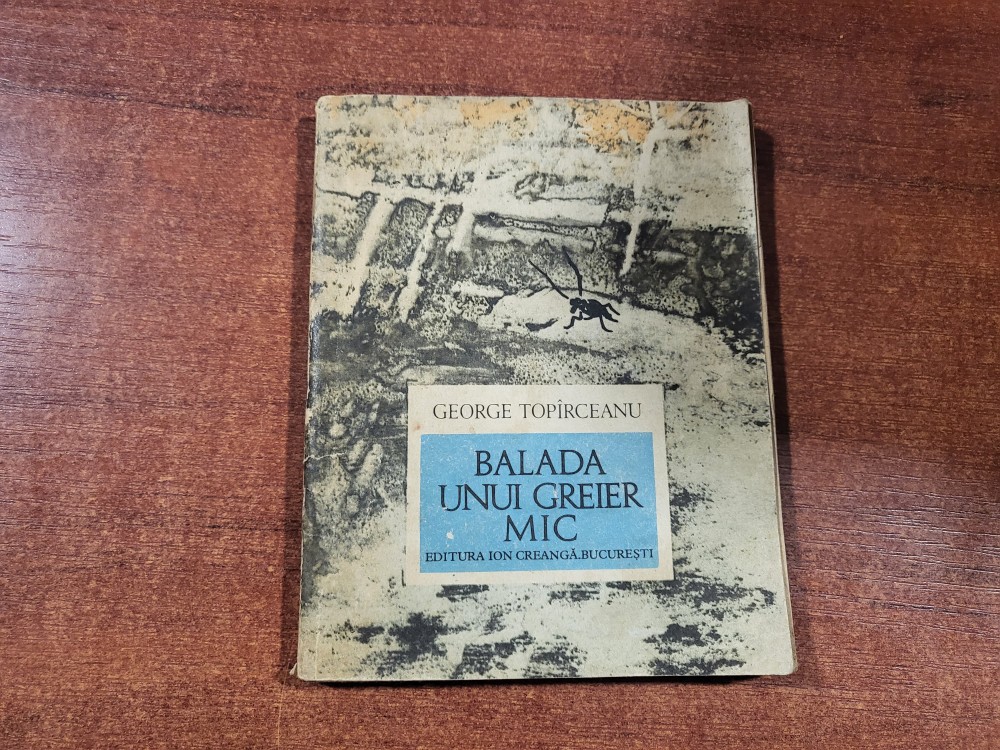 GEORGE TOPÎRCEANU
BALADA
UNUI GREIER
MIC
EDITURA ION CREANGĂ.BUCUREȘTI